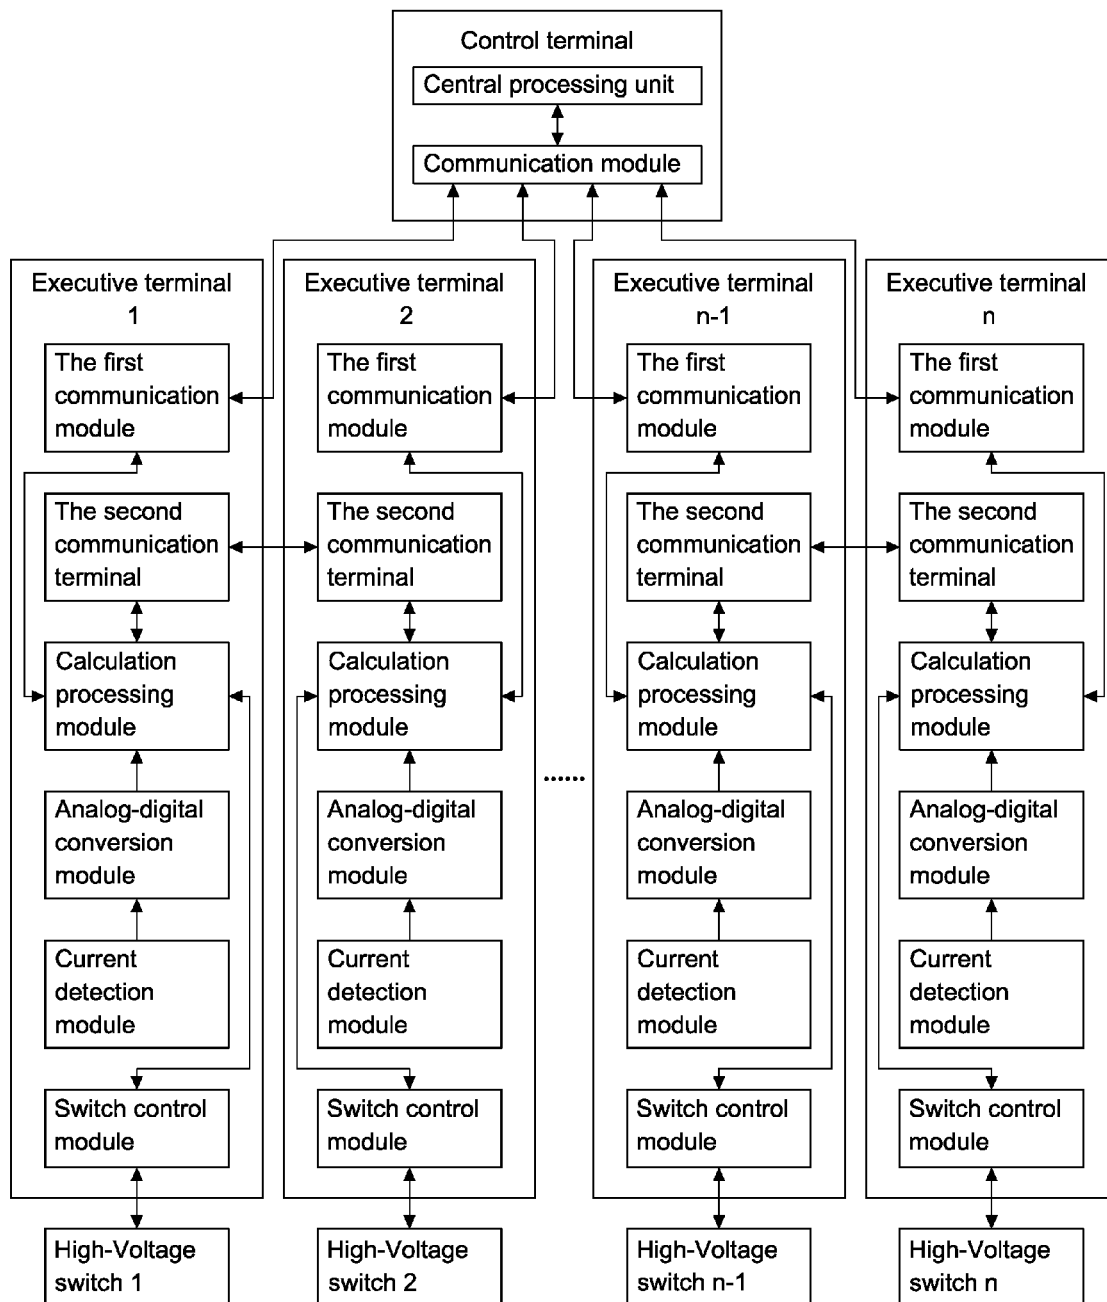 Control terminal
Central processing unit
Communication module
Executive terminal
1
The first
communication
module
The second
communication
terminal
Calculation
processing
module
Analog-digital
conversion
module
Current
detection
module
Switch control
module
High-Voltage
switch 1
Executive terminal
2
The first
communication
module
The second
communication
terminal
Calculation
processing
module
Analog-digital
conversion
module
Current
detection
module
Switch control
module
High-Voltage
switch 2
......
Executive terminal
n-1
The first
communication
module
The second
communication
terminal
Calculation
processing
module
Analog-digital
conversion
module
Current
detection
module
Switch control
module
High-Voltage
switch n-1
Executive terminal
n
The first
communication
module
The second
communication
terminal
Calculation
processing
module
Analog-digital
conversion
module
Current
detection
module
Switch control
module
High-Voltage
switch n